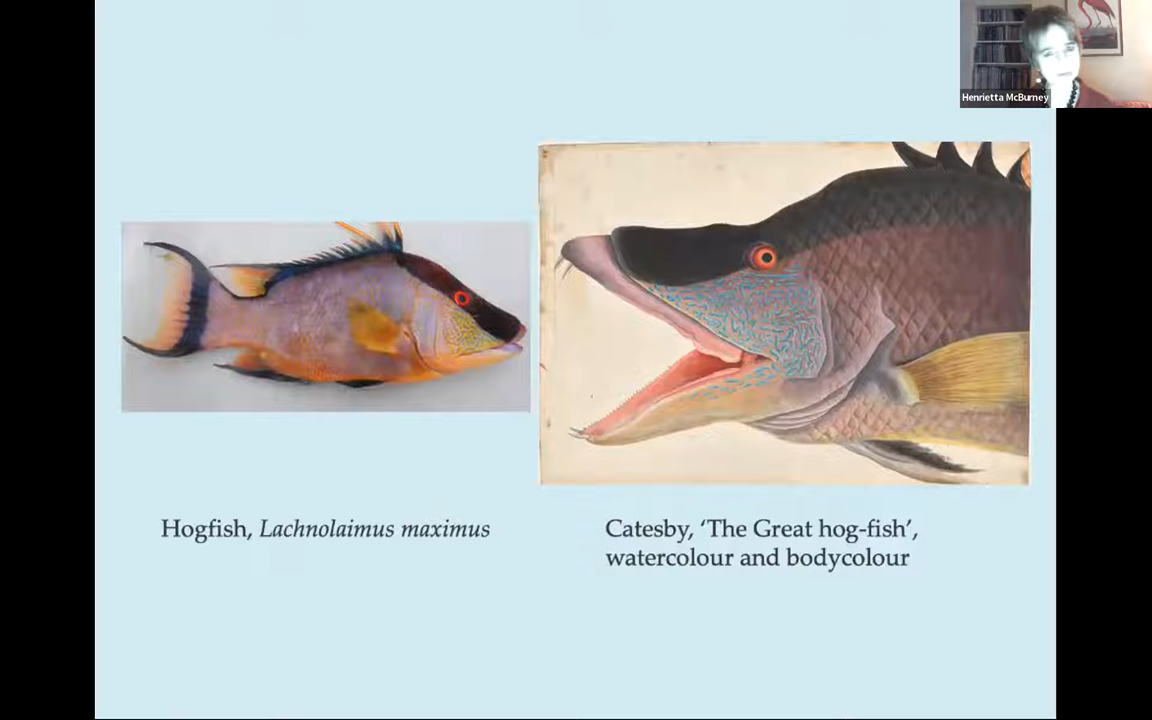 Henrietta McBurney
Hogfish, Lachnolaimus maximus
Catesby, ‘The Great hog-fish’,
watercolour and bodycolour